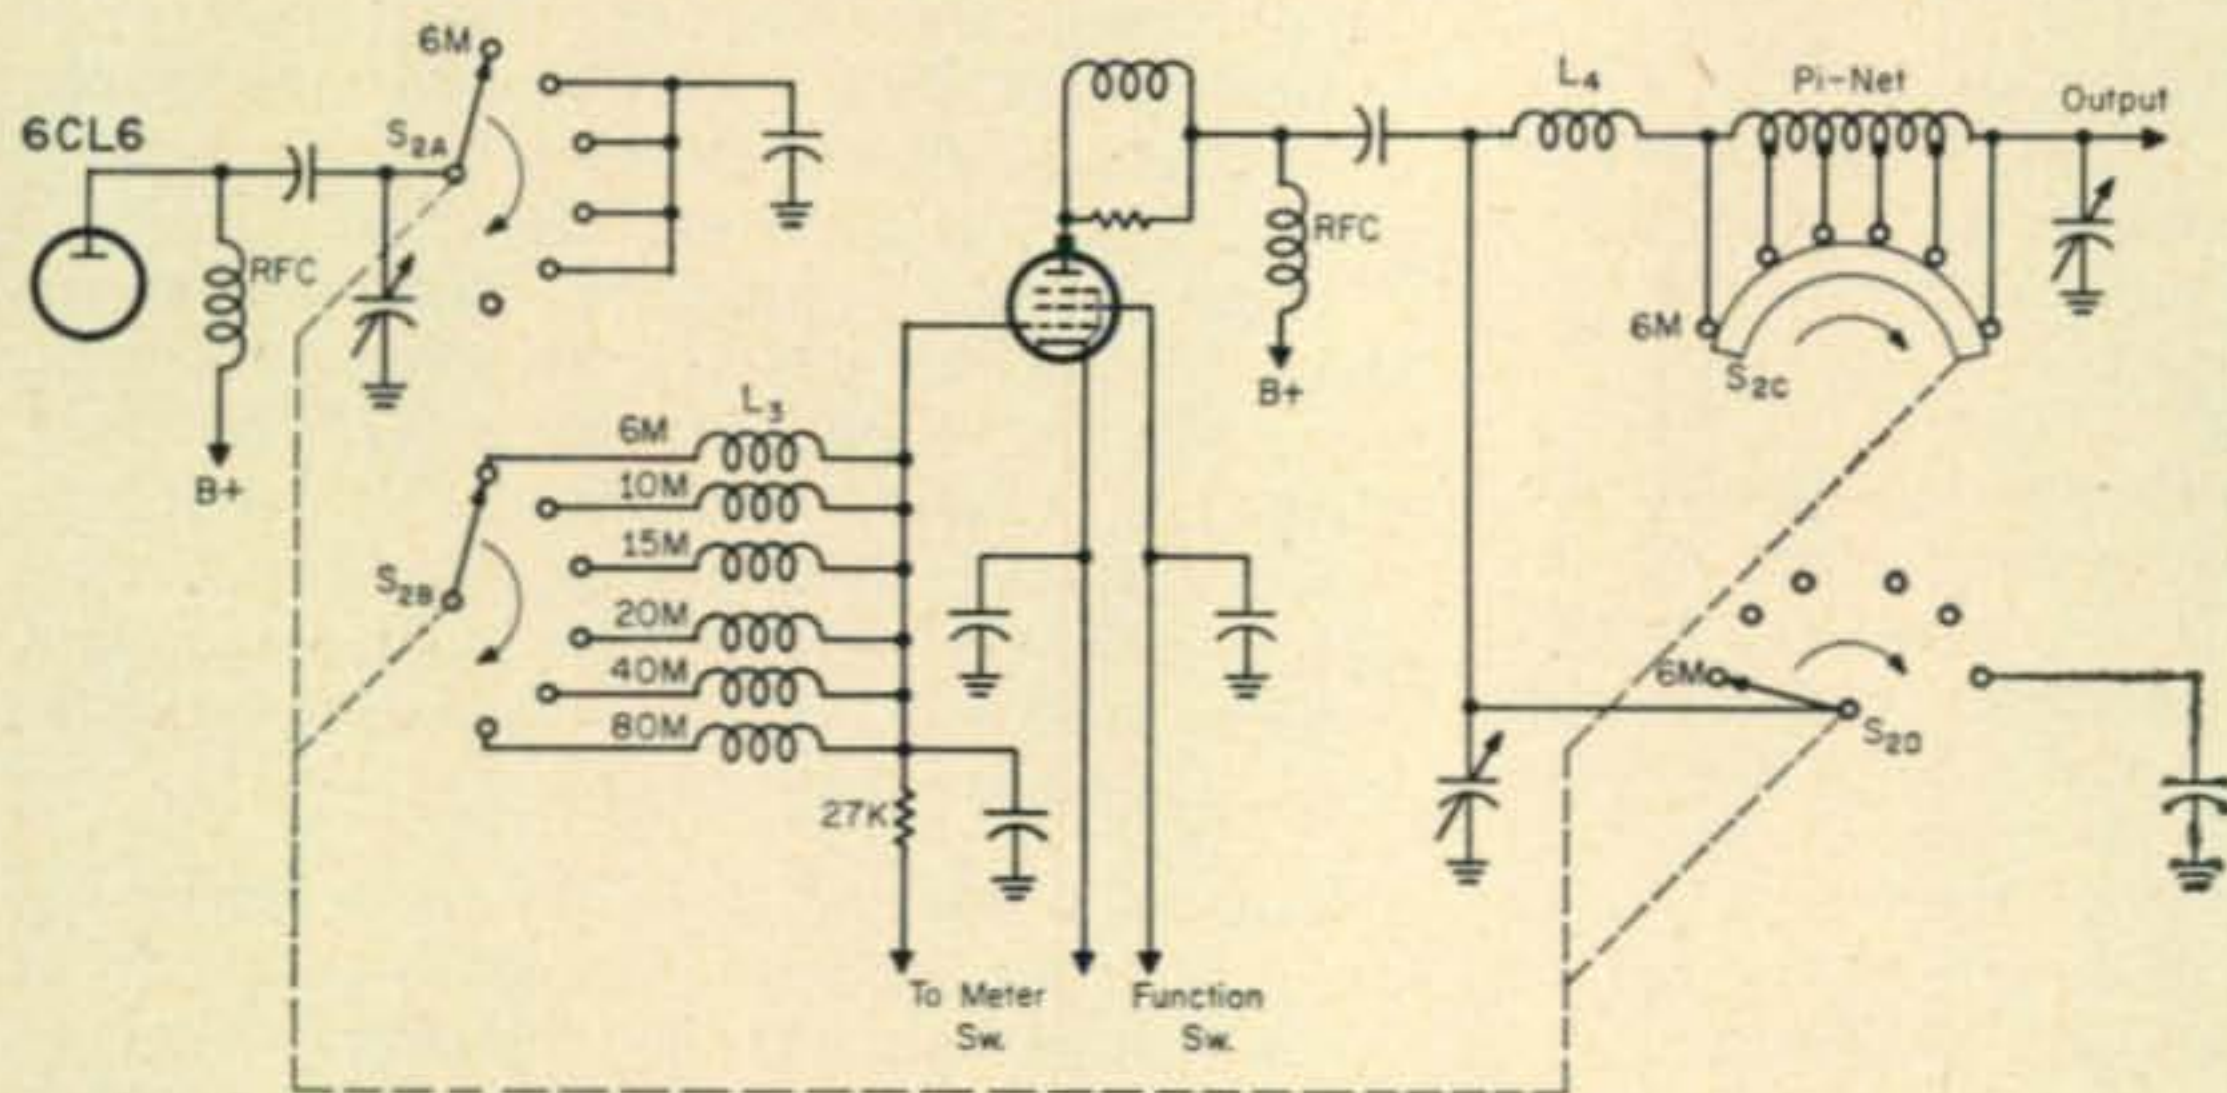 6CL6
6M
S2A
RFC
B+
6M
L3
10M
15M
20M
40M
80M
S2B
27K
To Meter
Sw.
Function
Sw.
RFC
B+
L4
Pi-Net
Output
6M
S2C
6M
S2D